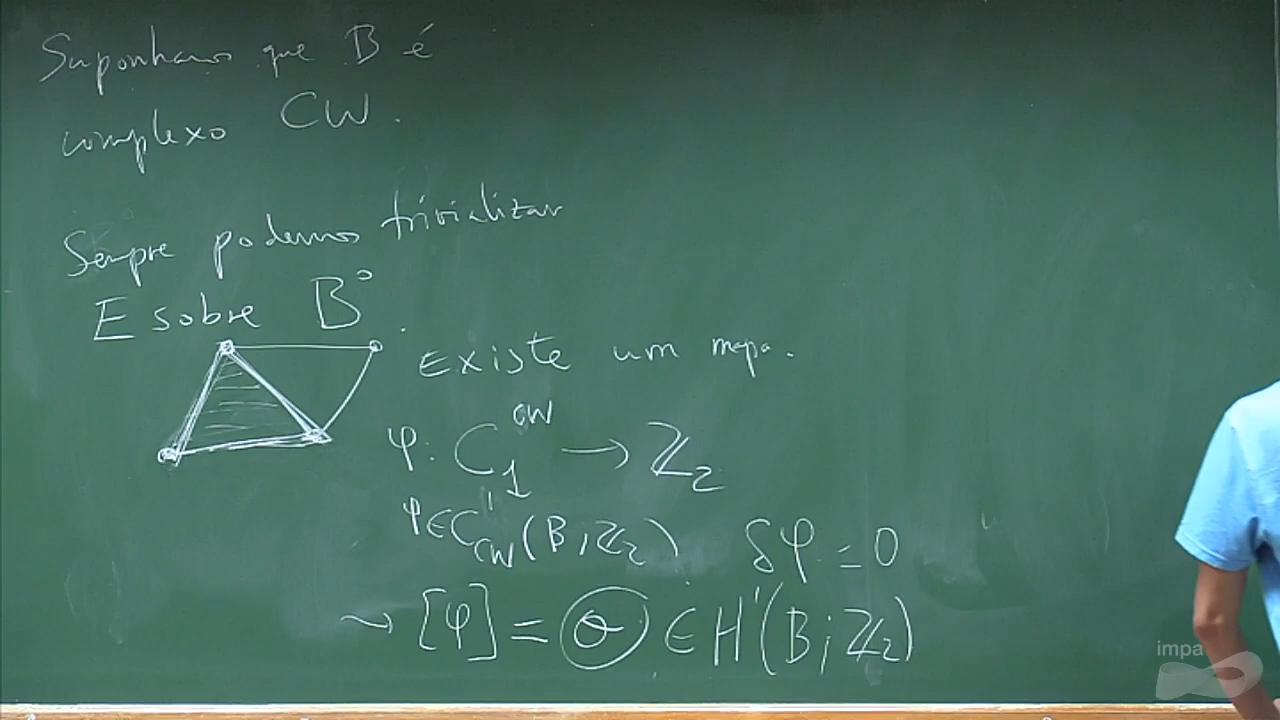 Suponhamos que B é
complexo CW.
Sempre podemos trivializar
E sobre B⁰.
Existe um mapa.
φ: C₁^CW → ℤ₂
φ ∈ C¹_CW(B; ℤ₂) δφ = 0
⤳ [φ] = σ ∈ H¹(B; ℤ₂)
impa